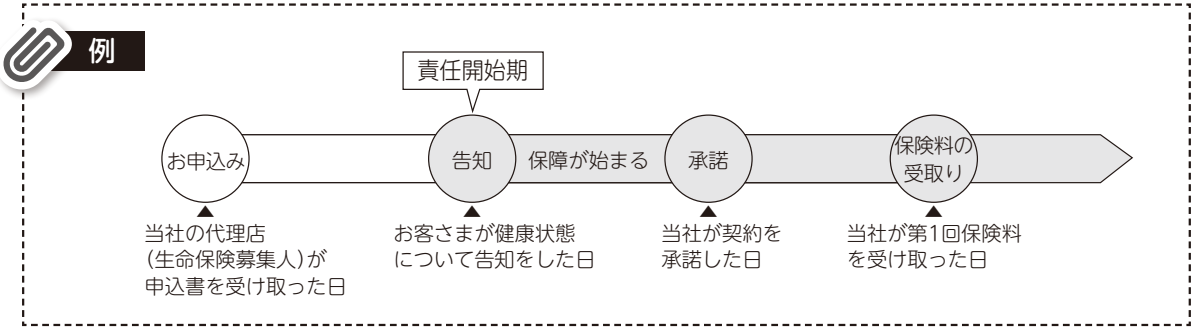 例
責任開始期
お申込み
告知
保障が始まる
承諾
保険料の
受取り
当社の代理店
(生命保険募集人)が
申込書を受け取った日
お客さまが健康状態
について告知をした日
当社が契約を
承諾した日
当社が第1回保険料
を受け取った日